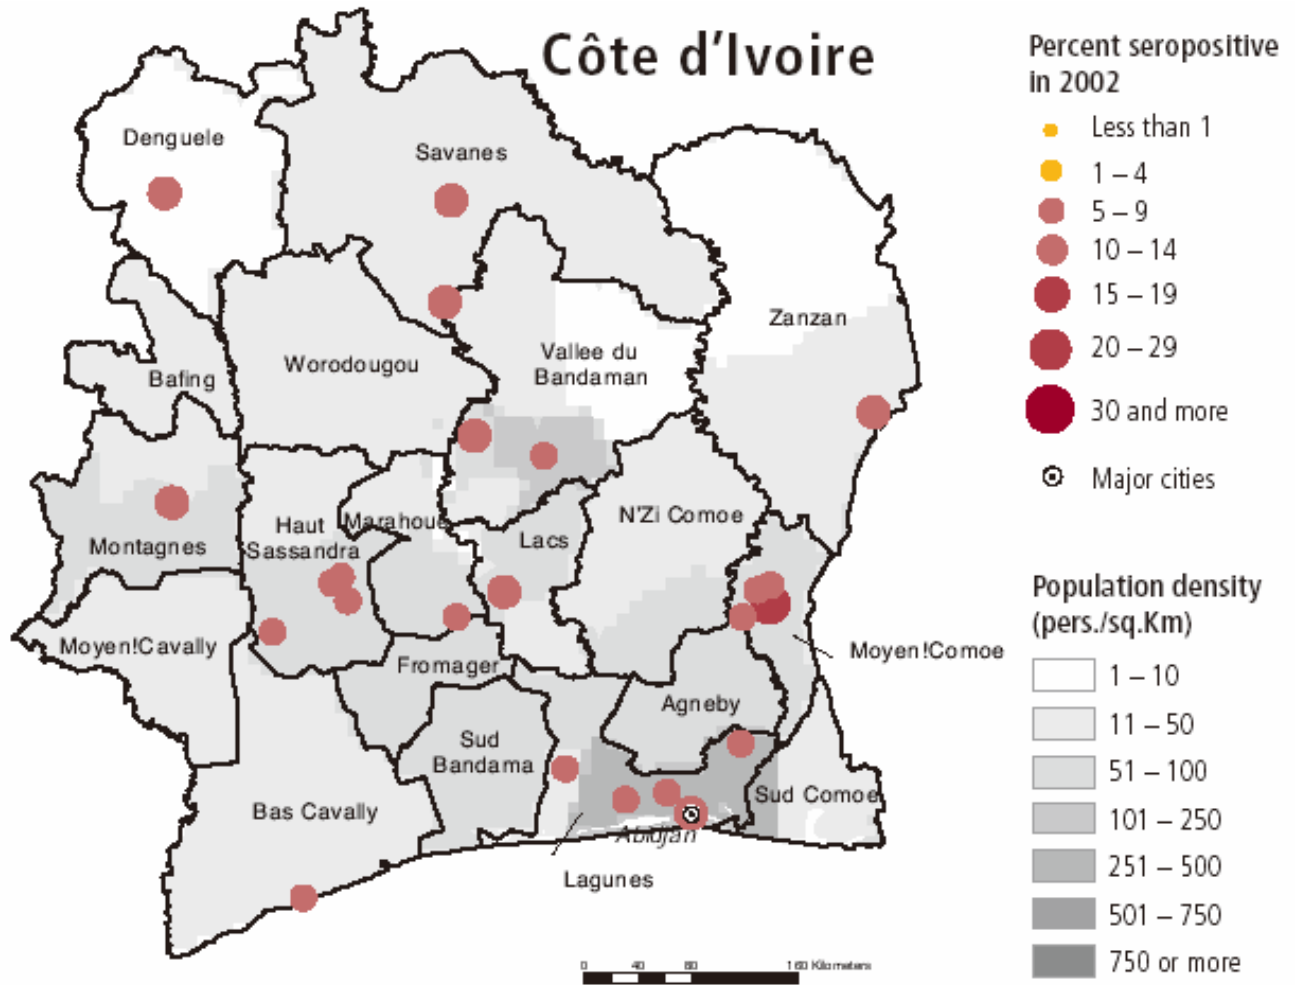 Côte d'Ivoire
Denguele
Savanes
Zanzan
Worodougou
Vallee du
Bandaman
Bafing
Montagnes
Haut
Sassandra
Marahoue
Lacs
N'Zi Comoe
Moyen!Cavally
Fromager
Moyen!Comoe
Agneby
Sud
Bandama
Bas Cavally
Sud Comoe
Abidjan
Lagunes
0 40 80 160 Kilometers
Percent seropositive
in 2002
Less than 1
1 – 4
5 – 9
10 – 14
15 – 19
20 – 29
30 and more
Major cities
Population density
(pers./sq.Km)
1 – 10
11 – 50
51 – 100
101 – 250
251 – 500
501 – 750
750 or more